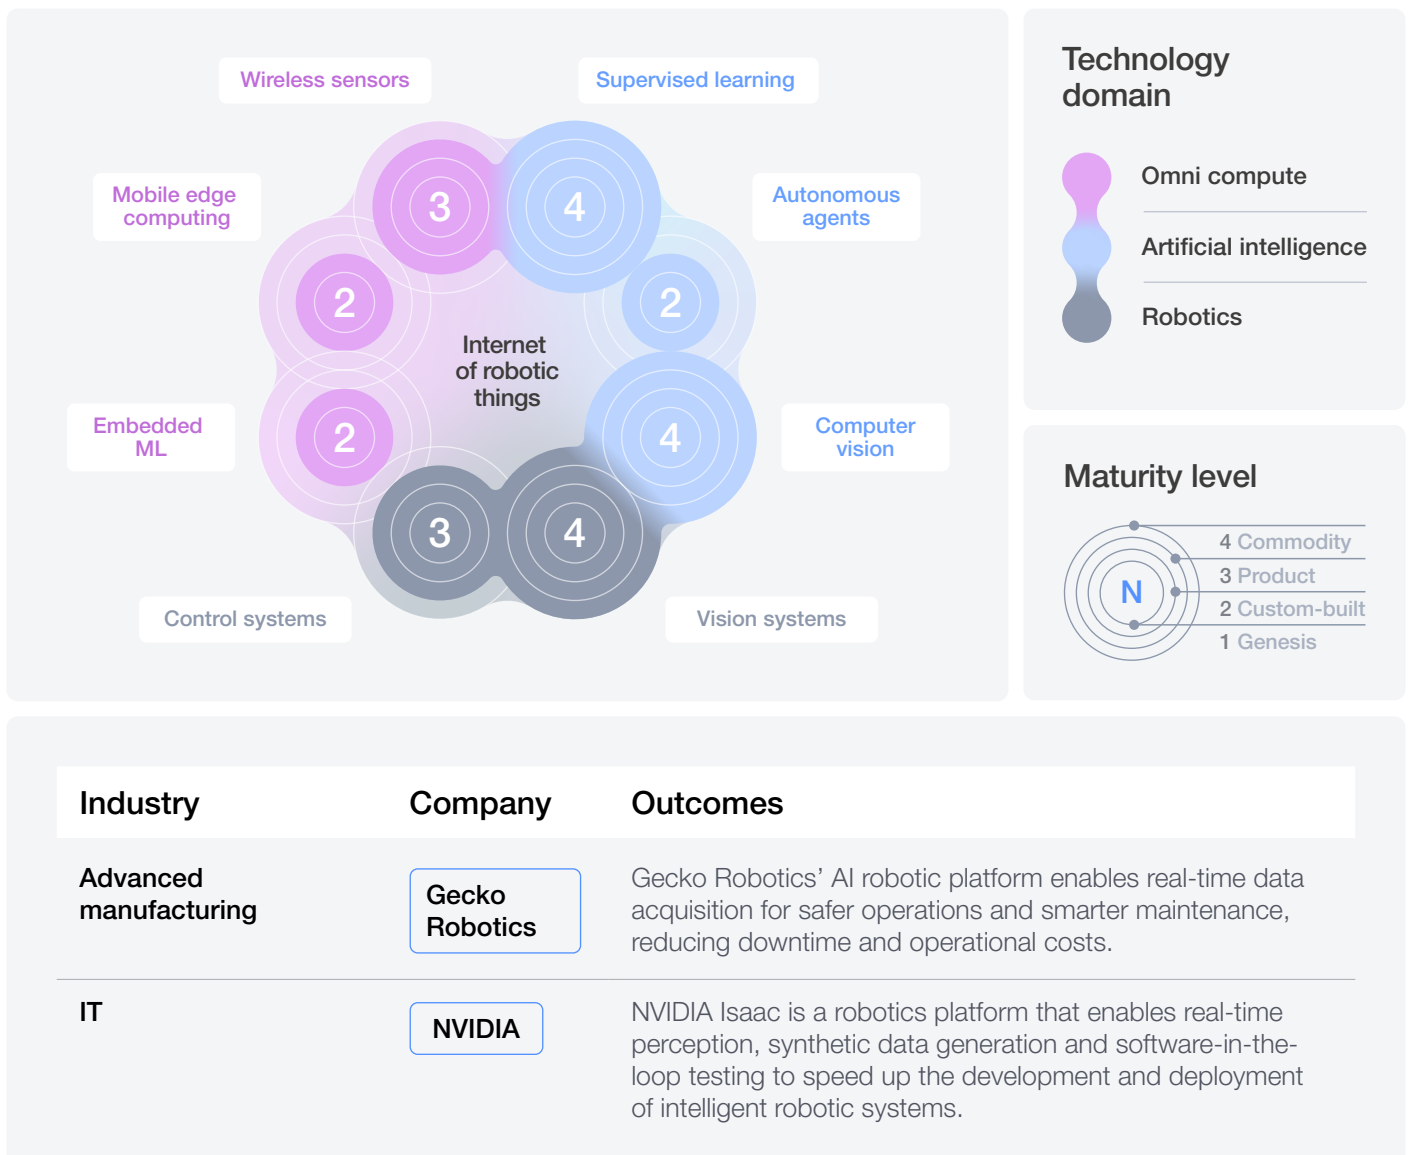 Wireless sensors
Supervised learning
Mobile edge
computing
Autonomous
agents
3
4
2
2
Internet
of robotic
things
Embedded
ML
Computer
vision
2
4
3
4
Control systems
Vision systems
Technology
domain
Omni compute
Artificial intelligence
Robotics
Maturity level
N
4 Commodity
3 Product
2 Custom-built
1 Genesis
Industry
Company
Outcomes
Advanced
manufacturing
Gecko
Robotics
Gecko Robotics’ AI robotic platform enables real-time data
acquisition for safer operations and smarter maintenance,
reducing downtime and operational costs.
IT
NVIDIA
NVIDIA Isaac is a robotics platform that enables real-time
perception, synthetic data generation and software-in-the-
loop testing to speed up the development and deployment
of intelligent robotic systems.